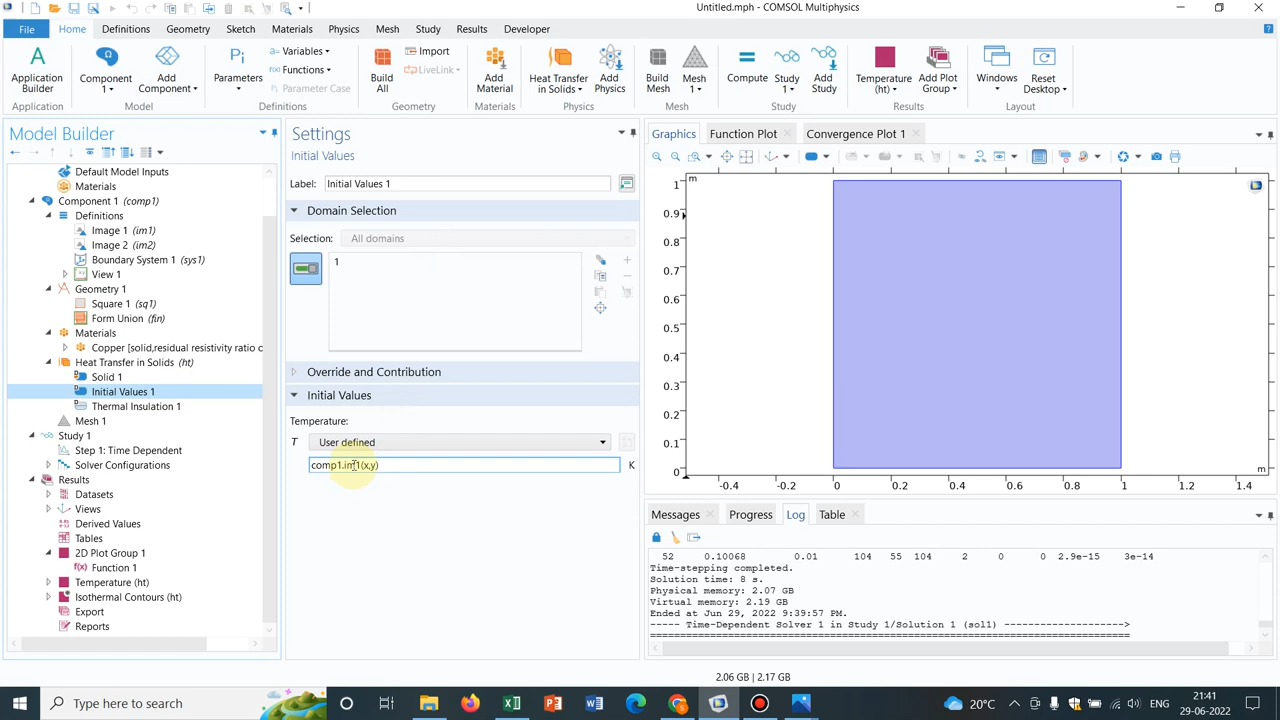 Untitled.mph - COMSOL Multiphysics
File Home Definitions Geometry Sketch Materials Physics Mesh Study Results Developer
Application Builder
Component 1
Add Component
Parameters
a= Variables
f(x) Functions
Parameter Case
Build All
Import
LiveLink
Add Material
Heat Transfer in Solids
Add Physics
Build Mesh
Mesh 1
Compute
Study 1
Add Study
Temperature (ht)
Add Plot Group
Windows
Reset Desktop
Application Model Definitions Geometry Materials Physics Mesh Study Results Layout
Model Builder
Default Model Inputs
Materials
Component 1 (comp1)
Definitions
Image 1 (im1)
Image 2 (im2)
Boundary System 1 (sys1)
View 1
Geometry 1
Square 1 (sq1)
Form Union (fin)
Materials
Copper [solid,residual resistivity ratio o
Heat Transfer in Solids (ht)
Solid 1
Initial Values 1
Thermal Insulation 1
Mesh 1
Study 1
Step 1: Time Dependent
Solver Configurations
Results
Datasets
Views
Derived Values
Tables
2D Plot Group 1
Function 1
Temperature (ht)
Isothermal Contours (ht)
Export
Reports
Settings
Initial Values
Label: Initial Values 1
Domain Selection
Selection: All domains
1
Override and Contribution
Initial Values
Temperature:
T User defined
comp1.im1(x,y) K
Graphics Function Plot Convergence Plot 1
m
1
0.9
0.8
0.7
0.6
0.5
0.4
0.3
0.2
0.1
0
m
-0.4 -0.2 0 0.2 0.4 0.6 0.8 1 1.2 1.4
Messages Progress Log Table
52 0.10068 0.01 104 55 104 2 0 0 2.9e-15 3e-14
Time-stepping completed.
Solution time: 8 s.
Physical memory: 2.07 GB
Virtual memory: 2.19 GB
Ended at Jun 29, 2022 9:39:57 PM.
----- Time-Dependent Solver 1 in Study 1/Solution 1 (sol1) -------------------->
2.06 GB | 2.17 GB
Type here to search
20°C
ENG
21:41
29-06-2022